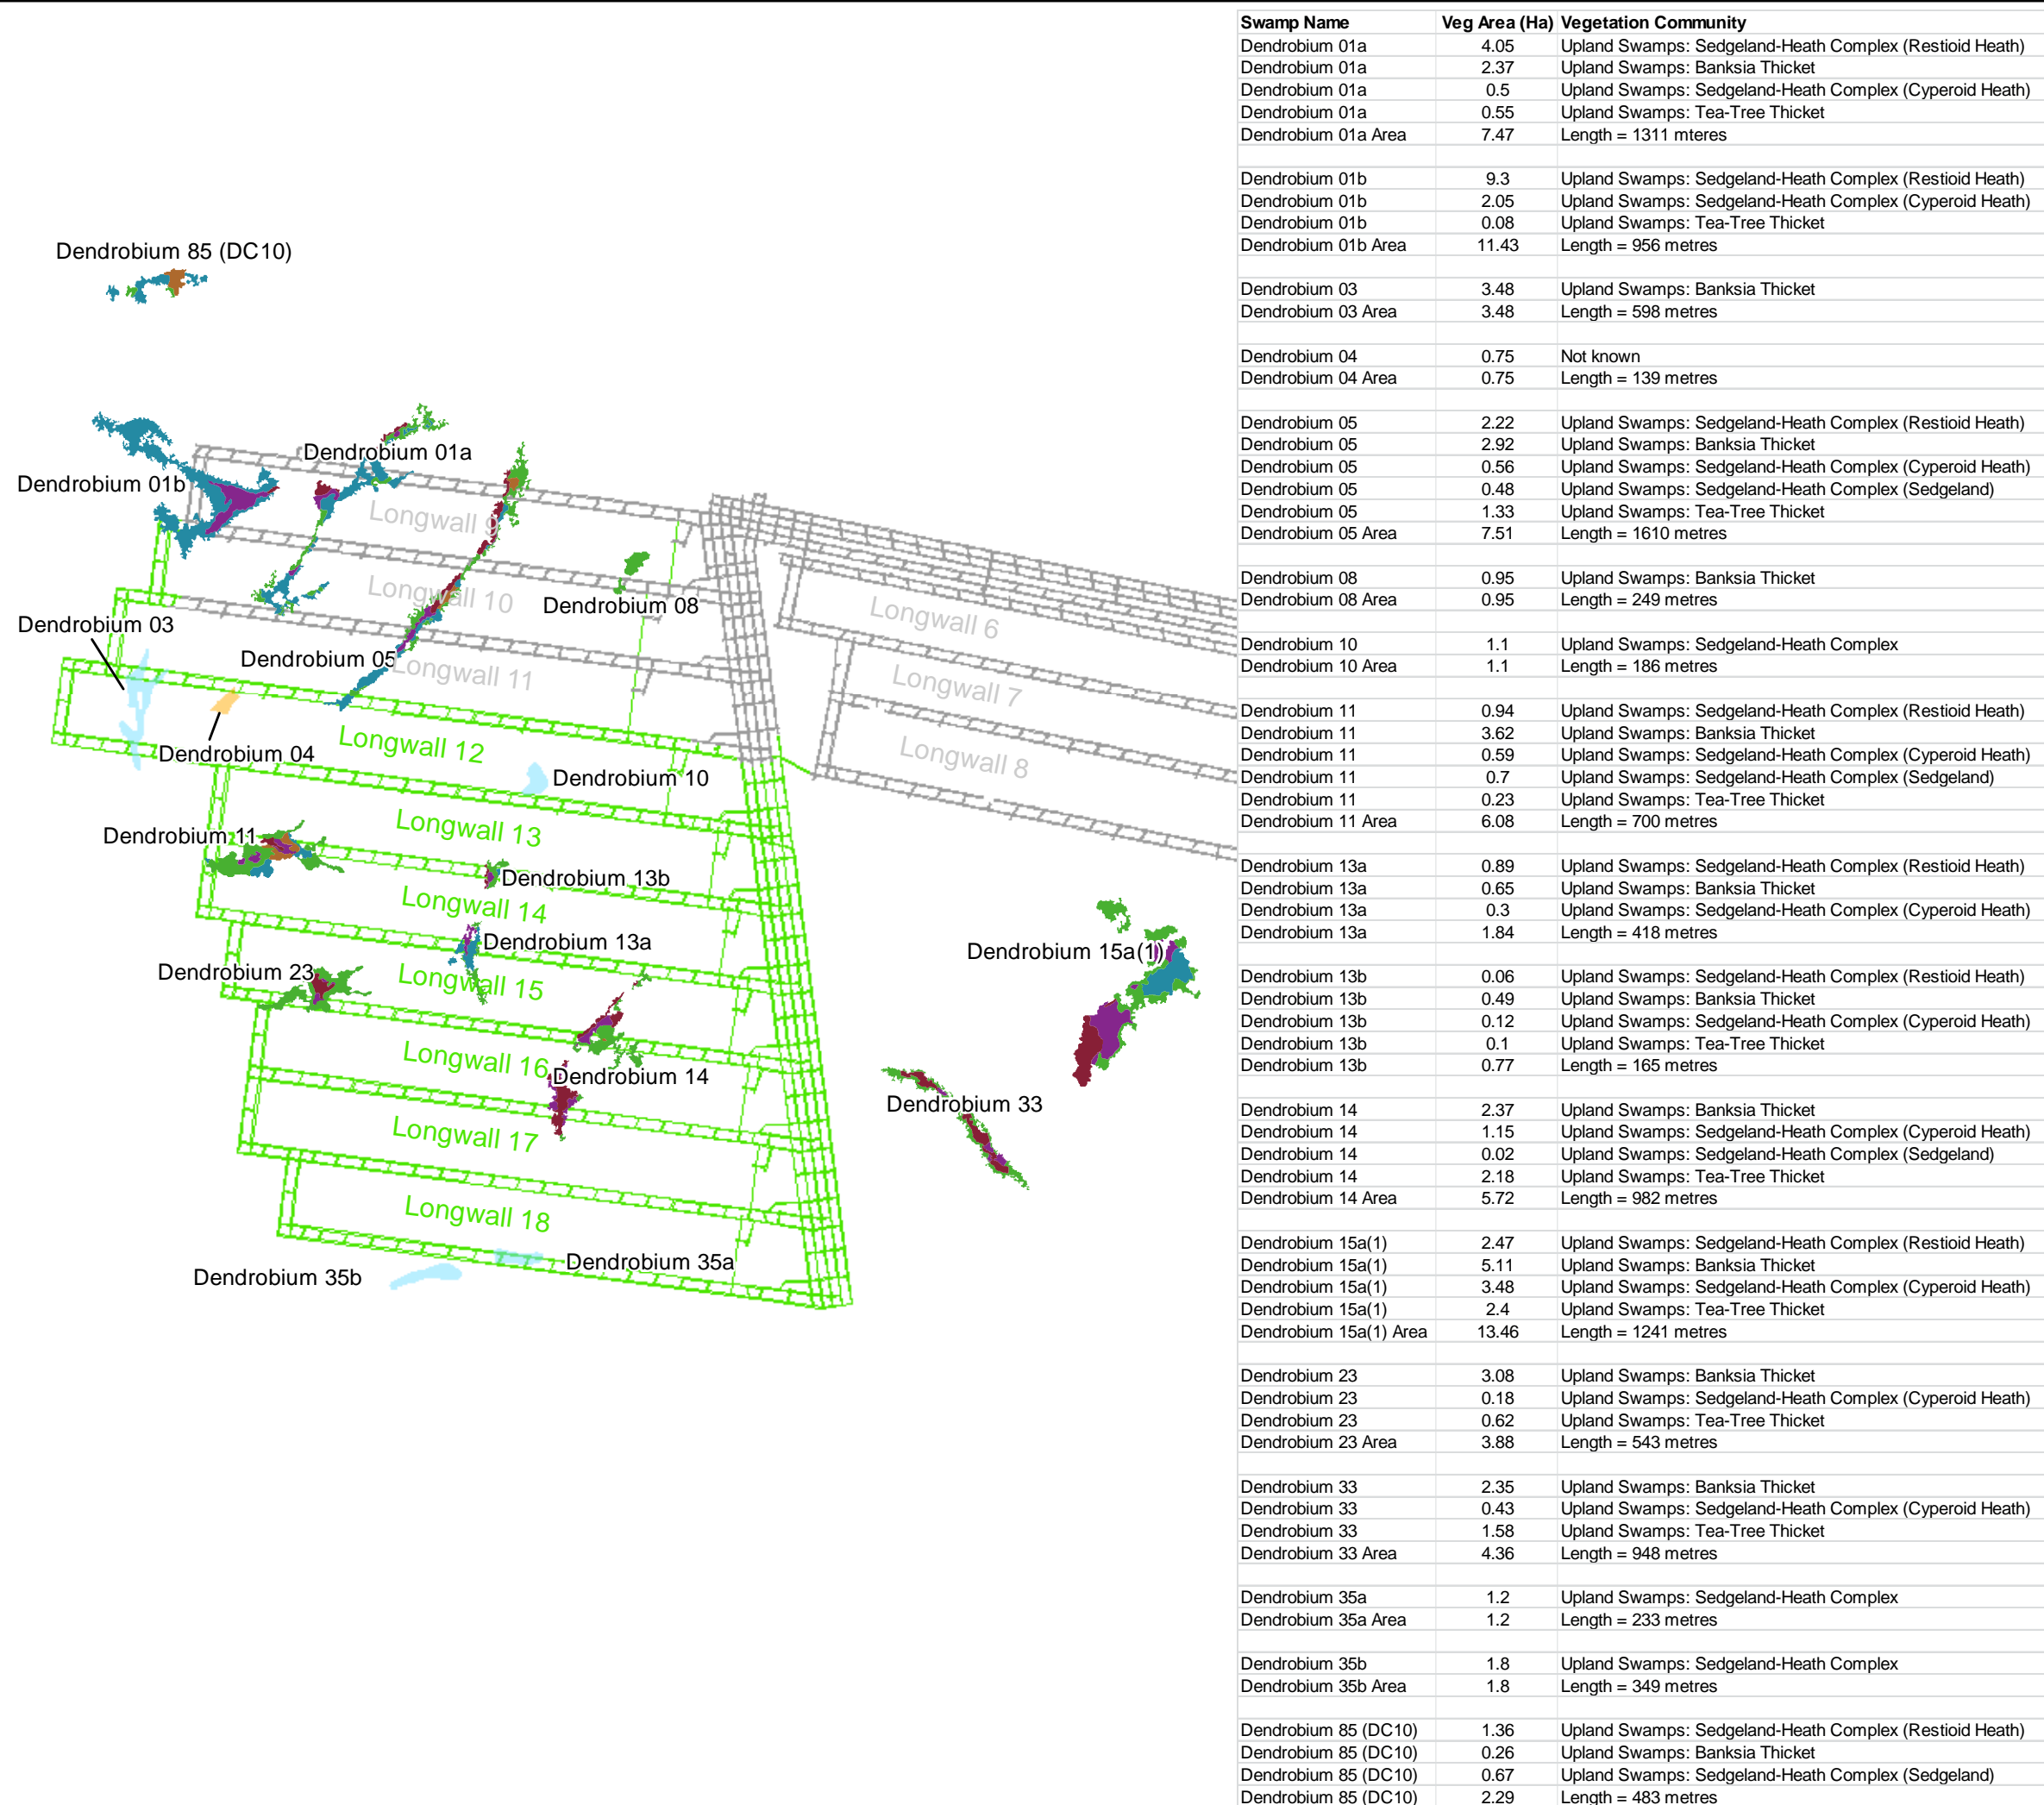 Dendrobium 85 (DC10)
Dendrobium 01a
Dendrobium 01b
Longwall 9
Longwall 10
Dendrobium 08
Longwall 6
Dendrobium 03
Dendrobium 05
Longwall 11
Longwall 7
Longwall 12
Dendrobium 04
Longwall 8
Dendrobium 10
Longwall 13
Dendrobium 11
Dendrobium 13b
Longwall 14
Dendrobium 13a
Dendrobium 15a(1)
Dendrobium 23
Longwall 15
Longwall 16
Dendrobium 14
Dendrobium 33
Longwall 17
Longwall 18
Dendrobium 35a
Dendrobium 35b
Swamp Name Veg Area (Ha) Vegetation Community
Dendrobium 01a 4.05 Upland Swamps: Sedgeland-Heath Complex (Restioid Heath)
Dendrobium 01a 2.37 Upland Swamps: Banksia Thicket
Dendrobium 01a 0.5 Upland Swamps: Sedgeland-Heath Complex (Cyperoid Heath)
Dendrobium 01a 0.55 Upland Swamps: Tea-Tree Thicket
Dendrobium 01a Area 7.47 Length = 1311 mteres
Dendrobium 01b 9.3 Upland Swamps: Sedgeland-Heath Complex (Restioid Heath)
Dendrobium 01b 2.05 Upland Swamps: Sedgeland-Heath Complex (Cyperoid Heath)
Dendrobium 01b 0.08 Upland Swamps: Tea-Tree Thicket
Dendrobium 01b Area 11.43 Length = 956 metres
Dendrobium 03 3.48 Upland Swamps: Banksia Thicket
Dendrobium 03 Area 3.48 Length = 598 metres
Dendrobium 04 0.75 Not known
Dendrobium 04 Area 0.75 Length = 139 metres
Dendrobium 05 2.22 Upland Swamps: Sedgeland-Heath Complex (Restioid Heath)
Dendrobium 05 2.92 Upland Swamps: Banksia Thicket
Dendrobium 05 0.56 Upland Swamps: Sedgeland-Heath Complex (Cyperoid Heath)
Dendrobium 05 0.48 Upland Swamps: Sedgeland-Heath Complex (Sedgeland)
Dendrobium 05 1.33 Upland Swamps: Tea-Tree Thicket
Dendrobium 05 Area 7.51 Length = 1610 metres
Dendrobium 08 0.95 Upland Swamps: Banksia Thicket
Dendrobium 08 Area 0.95 Length = 249 metres
Dendrobium 10 1.1 Upland Swamps: Sedgeland-Heath Complex
Dendrobium 10 Area 1.1 Length = 186 metres
Dendrobium 11 0.94 Upland Swamps: Sedgeland-Heath Complex (Restioid Heath)
Dendrobium 11 3.62 Upland Swamps: Banksia Thicket
Dendrobium 11 0.59 Upland Swamps: Sedgeland-Heath Complex (Cyperoid Heath)
Dendrobium 11 0.7 Upland Swamps: Sedgeland-Heath Complex (Sedgeland)
Dendrobium 11 0.23 Upland Swamps: Tea-Tree Thicket
Dendrobium 11 Area 6.08 Length = 700 metres
Dendrobium 13a 0.89 Upland Swamps: Sedgeland-Heath Complex (Restioid Heath)
Dendrobium 13a 0.65 Upland Swamps: Banksia Thicket
Dendrobium 13a 0.3 Upland Swamps: Sedgeland-Heath Complex (Cyperoid Heath)
Dendrobium 13a 1.84 Length = 418 metres
Dendrobium 13b 0.06 Upland Swamps: Sedgeland-Heath Complex (Restioid Heath)
Dendrobium 13b 0.49 Upland Swamps: Banksia Thicket
Dendrobium 13b 0.12 Upland Swamps: Sedgeland-Heath Complex (Cyperoid Heath)
Dendrobium 13b 0.1 Upland Swamps: Tea-Tree Thicket
Dendrobium 13b 0.77 Length = 165 metres
Dendrobium 14 2.37 Upland Swamps: Banksia Thicket
Dendrobium 14 1.15 Upland Swamps: Sedgeland-Heath Complex (Cyperoid Heath)
Dendrobium 14 0.02 Upland Swamps: Sedgeland-Heath Complex (Sedgeland)
Dendrobium 14 2.18 Upland Swamps: Tea-Tree Thicket
Dendrobium 14 Area 5.72 Length = 982 metres
Dendrobium 15a(1) 2.47 Upland Swamps: Sedgeland-Heath Complex (Restioid Heath)
Dendrobium 15a(1) 5.11 Upland Swamps: Banksia Thicket
Dendrobium 15a(1) 3.48 Upland Swamps: Sedgeland-Heath Complex (Cyperoid Heath)
Dendrobium 15a(1) 2.4 Upland Swamps: Tea-Tree Thicket
Dendrobium 15a(1) Area 13.46 Length = 1241 metres
Dendrobium 23 3.08 Upland Swamps: Banksia Thicket
Dendrobium 23 0.18 Upland Swamps: Sedgeland-Heath Complex (Cyperoid Heath)
Dendrobium 23 0.62 Upland Swamps: Tea-Tree Thicket
Dendrobium 23 Area 3.88 Length = 543 metres
Dendrobium 33 2.35 Upland Swamps: Banksia Thicket
Dendrobium 33 0.43 Upland Swamps: Sedgeland-Heath Complex (Cyperoid Heath)
Dendrobium 33 1.58 Upland Swamps: Tea-Tree Thicket
Dendrobium 33 Area 4.36 Length = 948 metres
Dendrobium 35a 1.2 Upland Swamps: Sedgeland-Heath Complex
Dendrobium 35a Area 1.2 Length = 233 metres
Dendrobium 35b 1.8 Upland Swamps: Sedgeland-Heath Complex
Dendrobium 35b Area 1.8 Length = 349 metres
Dendrobium 85 (DC10) 1.36 Upland Swamps: Sedgeland-Heath Complex (Restioid Heath)
Dendrobium 85 (DC10) 0.26 Upland Swamps: Banksia Thicket
Dendrobium 85 (DC10) 0.67 Upland Swamps: Sedgeland-Heath Complex (Sedgeland)
Dendrobium 85 (DC10) 2.29 Length = 483 metres